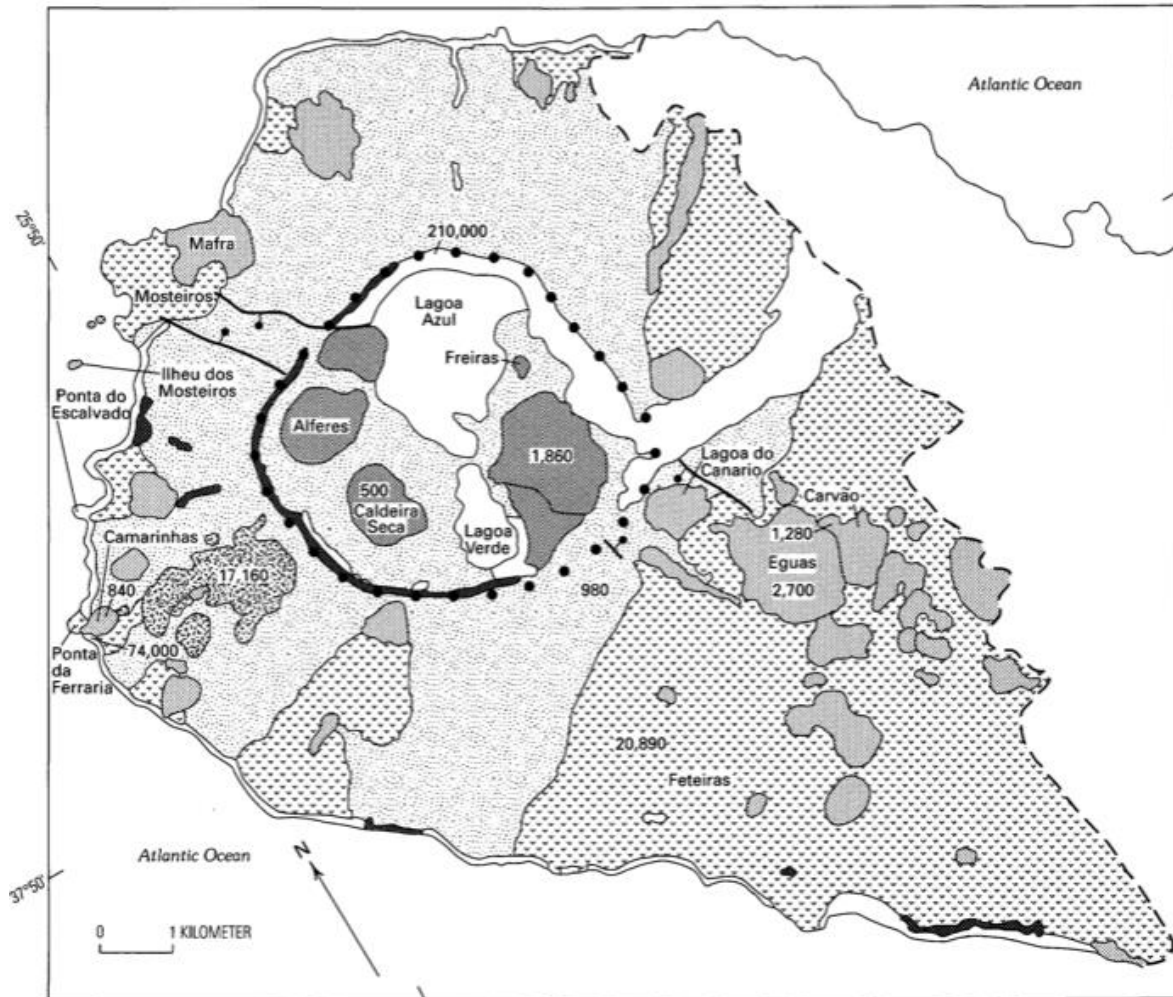 Atlantic Ocean
25°50'
210,000
Mafra
Mosteiros
Lagoa
Azul
Freiras
Ilheu dos
Mosteiros
Ponta do
Escalvado
Alferes
1,860
Lagoa do
Canario
500
Caldeira
Seca
Lagoa
Verde
Carvão
Camarinhas
1,280
Eguas
2,700
17,160
840
980
74,000
Ponta
da
Ferraria
20,890
Feteiras
Atlantic Ocean
N
37°50'
0 1 KILOMETER